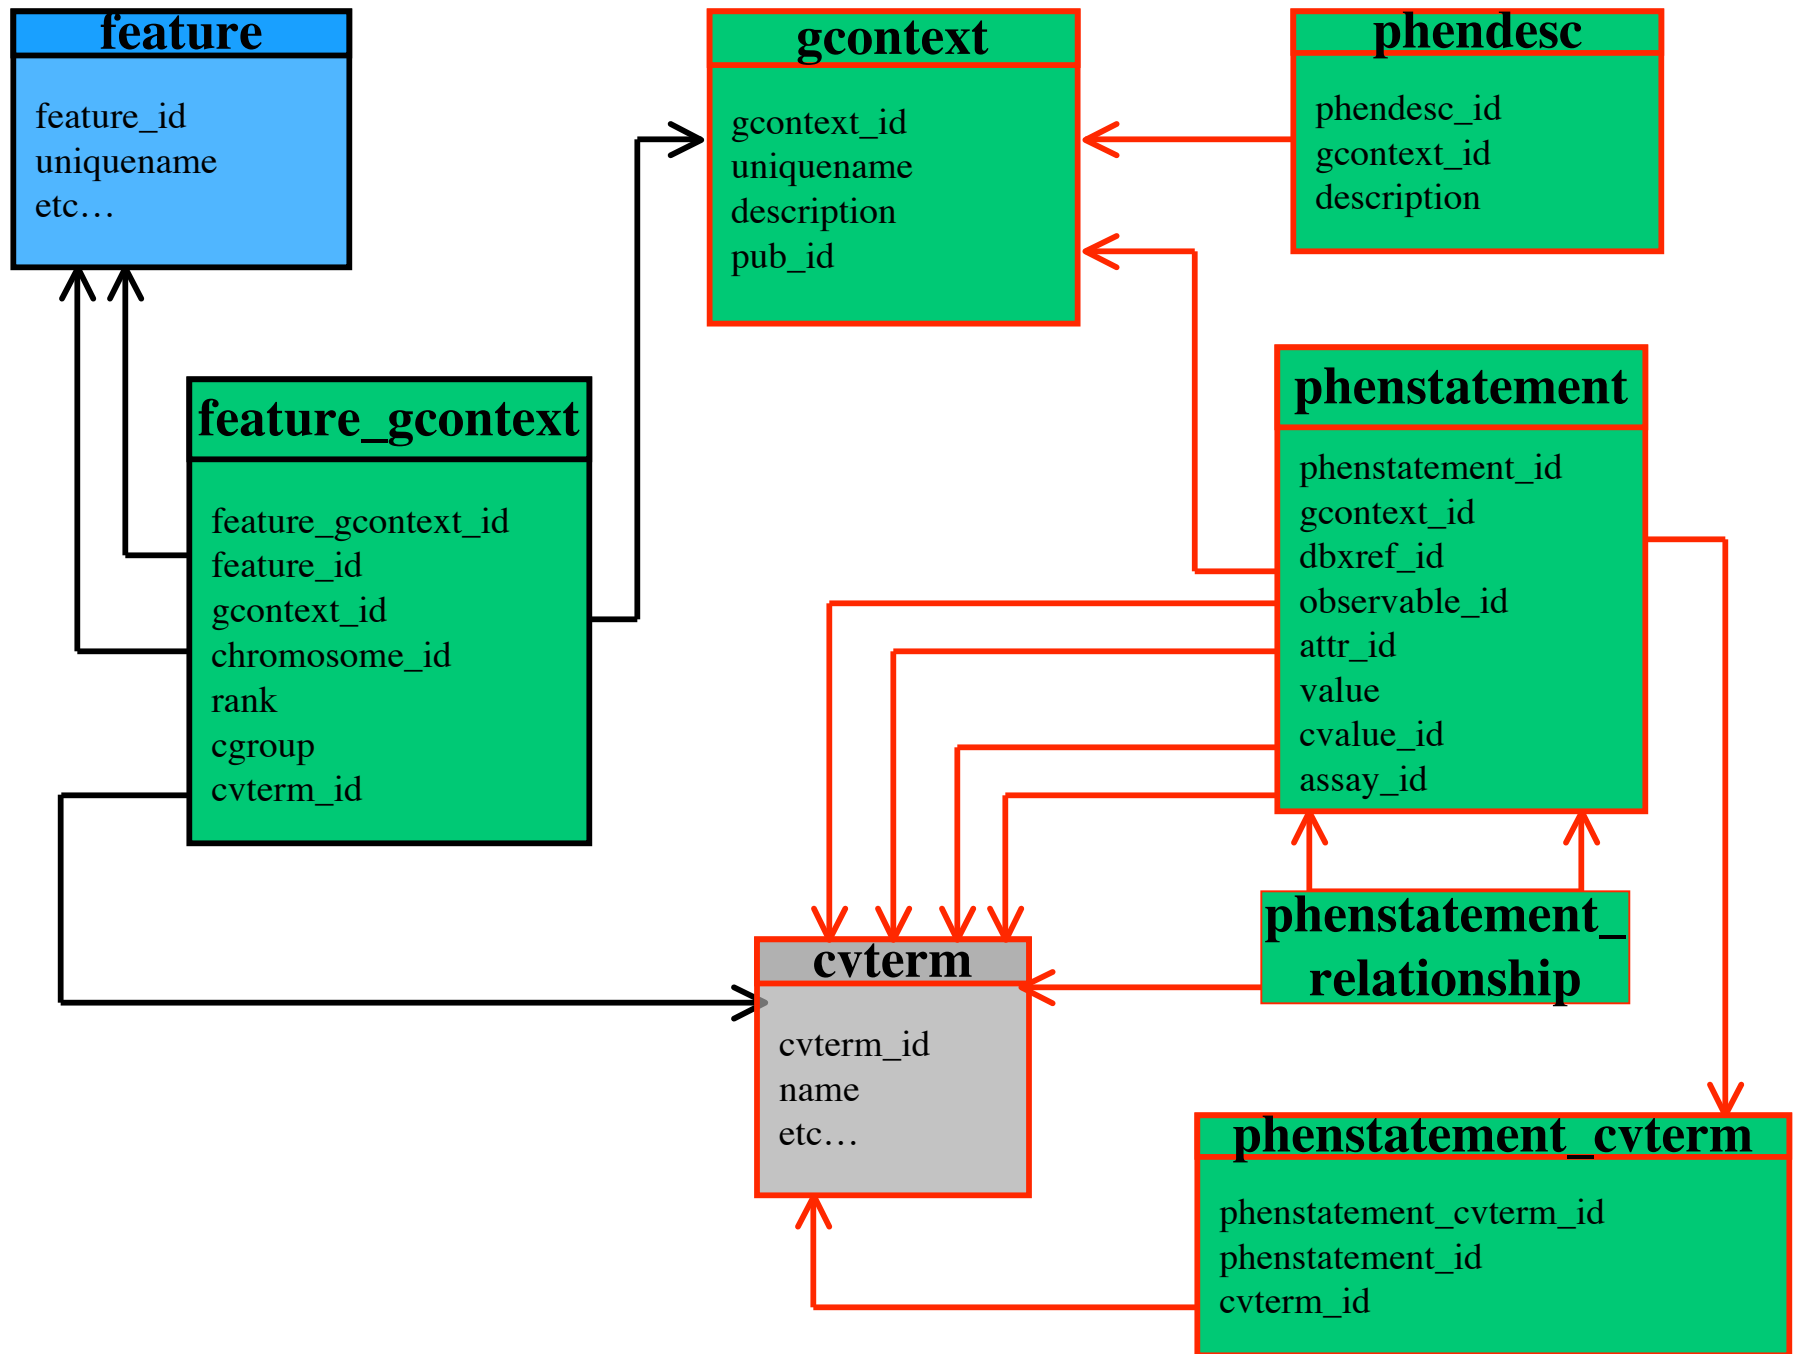 feature
feature_id
uniquename
etc…
gcontext
gcontext_id
uniquename
description
pub_id
phendesc
phendesc_id
gcontext_id
description
feature_gcontext
feature_gcontext_id
feature_id
gcontext_id
chromosome_id
rank
cgroup
cvterm_id
phenstatement
phenstatement_id
gcontext_id
dbxref_id
observable_id
attr_id
value
cvalue_id
assay_id
phenstatement_
relationship
cvterm
cvterm_id
name
etc…
phenstatement_cvterm
phenstatement_cvterm_id
phenstatement_id
cvterm_id